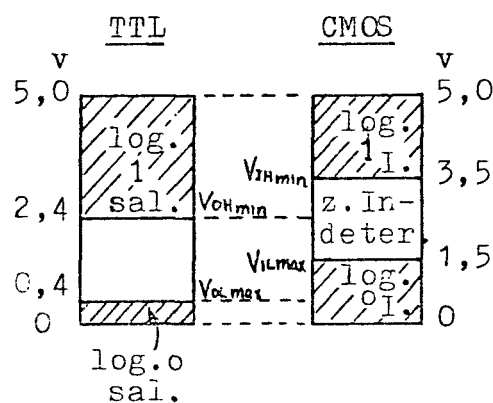 TTL CMOS
v v
5,0 5,0
log. log.
1 1
sal. I.
V_IHmin 3,5
2,4 V_OHmin z.In-
deter.
V_ILmax 1,5
0,4 V_OLmax log.
0 I. 0
0
log.o
sal.